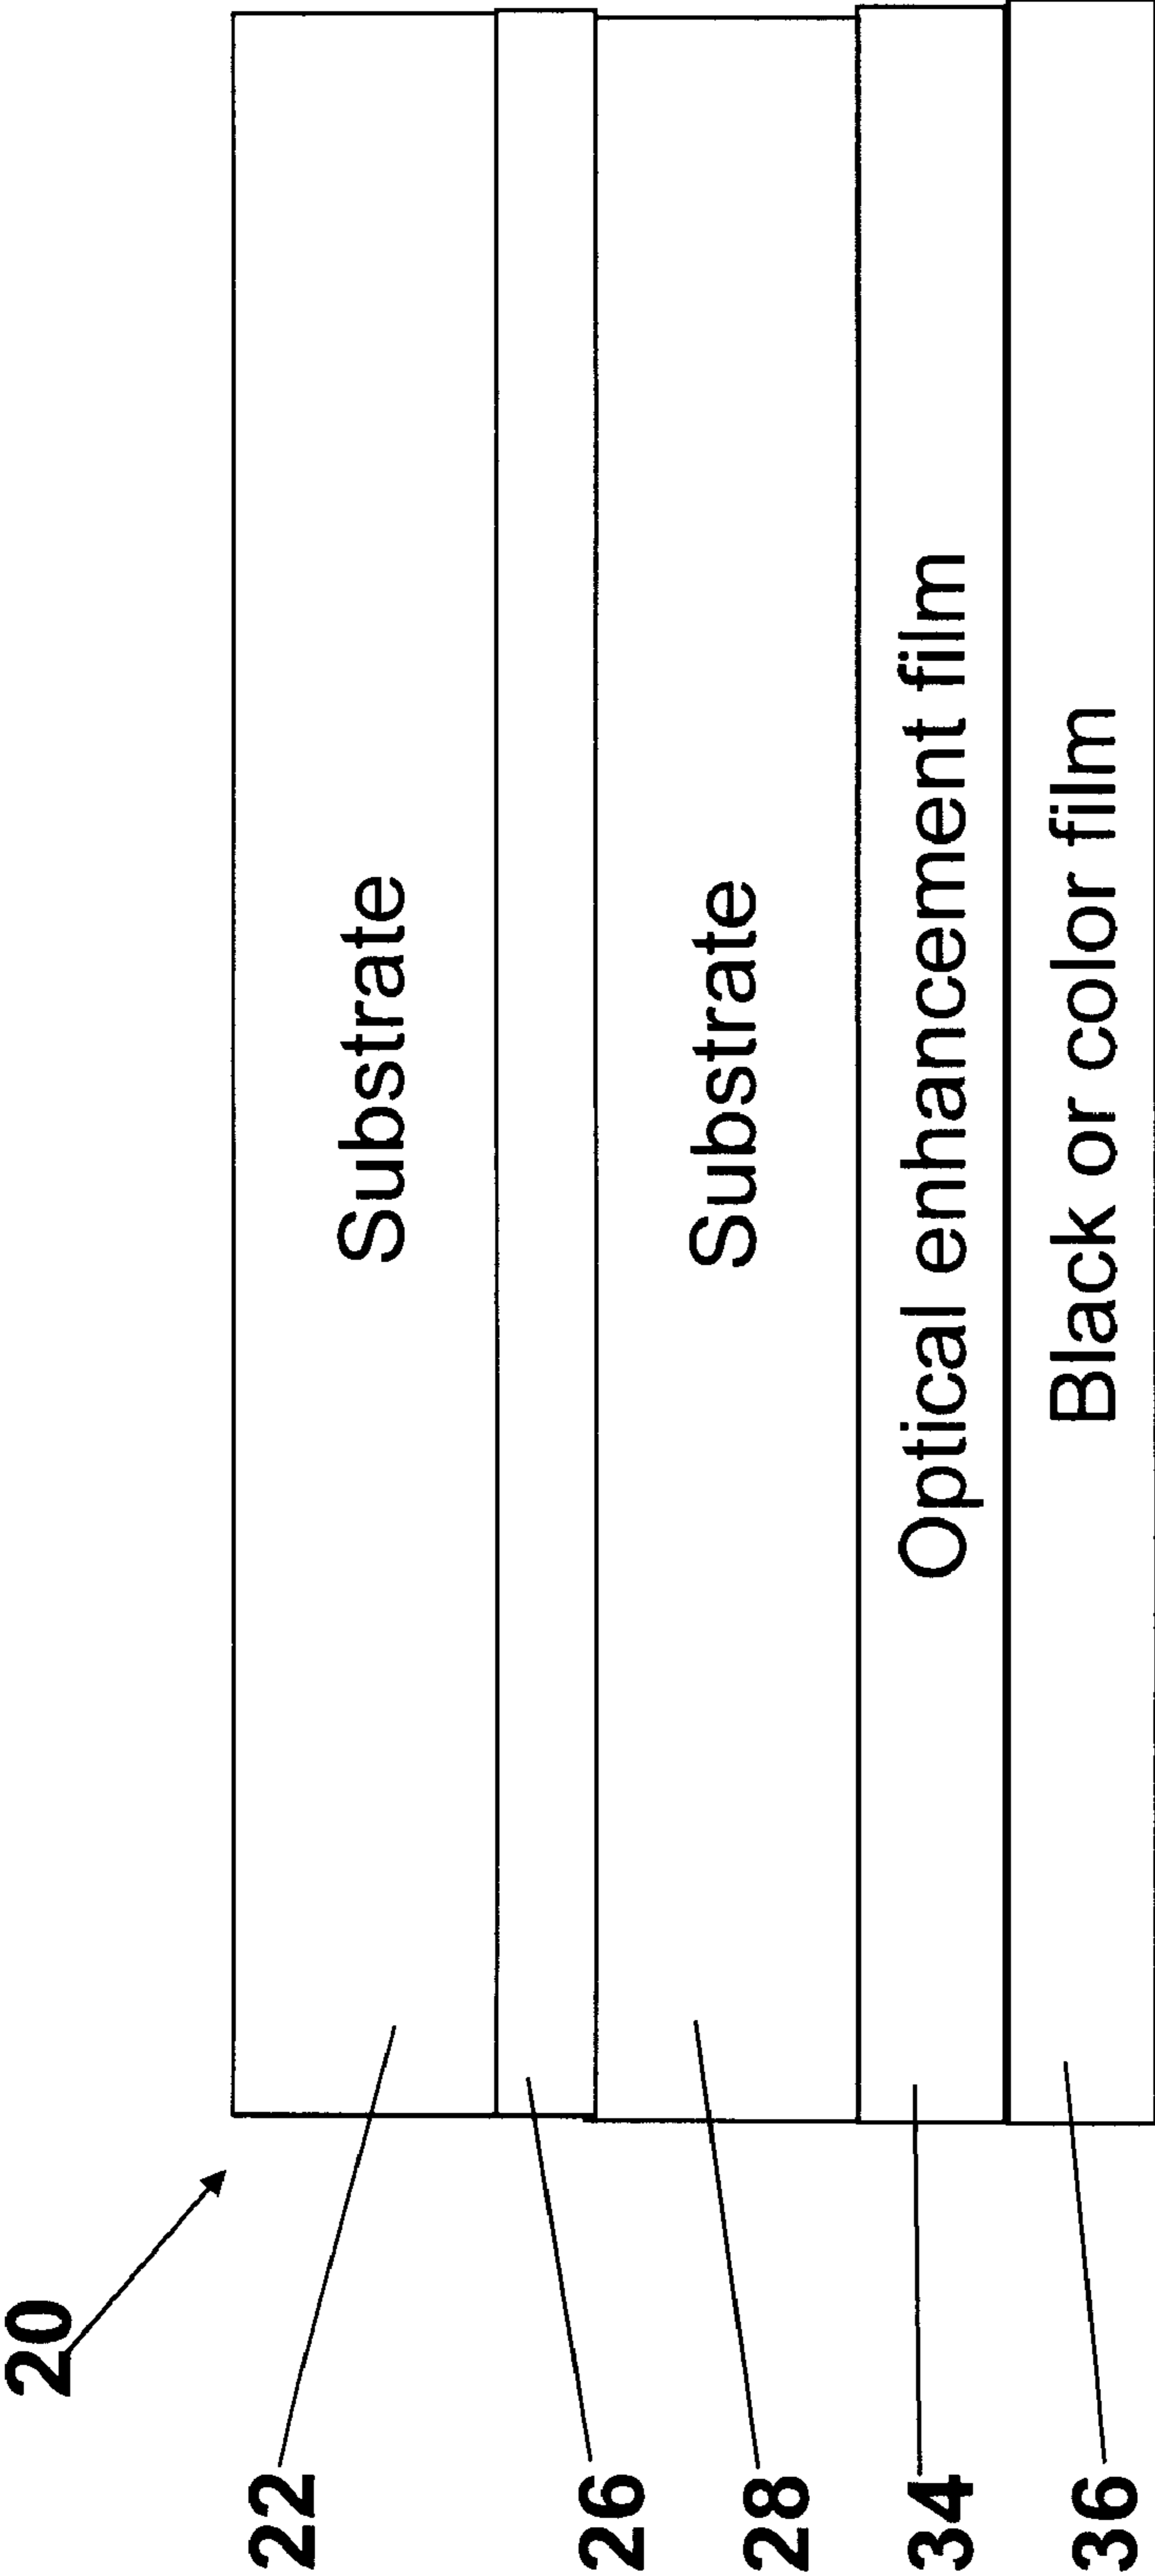 20
22
Substrate
26
28
Substrate
34
Optical enhancement film
36
Black or color film